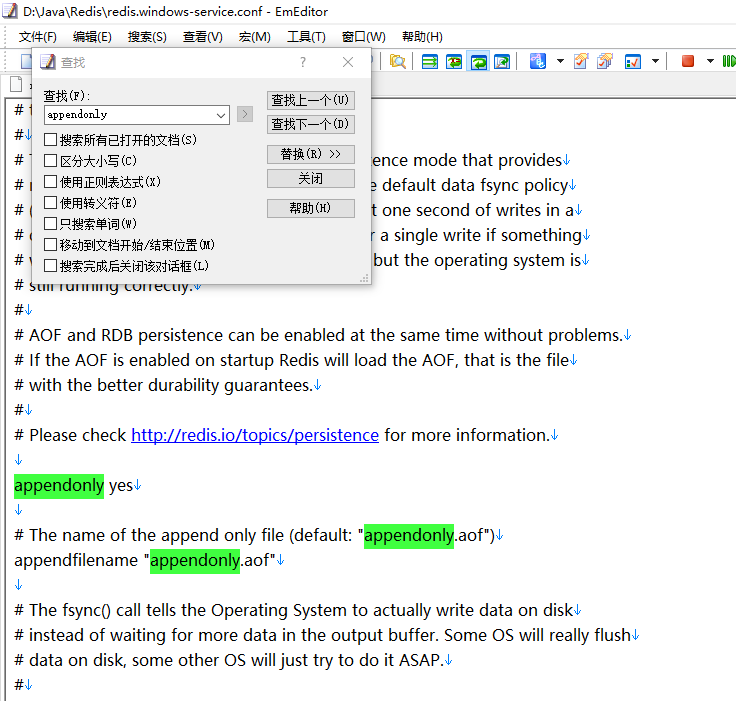 D:\Java\Redis\redis.windows-service.conf - EmEditor
文件(F) 编辑(E) 搜索(S) 查看(V) 宏(M) 工具(T) 窗口(W) 帮助(H)
查找 ?
查找(F):
appendonly
查找上一个(U)
查找下一个(D)
替换(R) >>
关闭
帮助(H)
搜索所有已打开的文档(S)
区分大小写(C)
使用正则表达式(X)
使用转义符(E)
只搜索单词(W)
移动到文档开始/结束位置(M)
搜索完成后关闭该对话框(L)
#
#↓
# ence mode that provides↓
# e default data fsync policy↓
# ( t one second of writes in a↓
# r a single write if something↓
# but the operating system is↓
# still running correctly.↓
#↓
# AOF and RDB persistence can be enabled at the same time without problems.↓
# If the AOF is enabled on startup Redis will load the AOF, that is the file↓
# with the better durability guarantees.↓
#↓
# Please check http://redis.io/topics/persistence for more information.↓
↓
appendonly yes↓
↓
# The name of the append only file (default: "appendonly.aof")↓
appendfilename "appendonly.aof"↓
↓
# The fsync() call tells the Operating System to actually write data on disk↓
# instead of waiting for more data in the output buffer. Some OS will really flush↓
# data on disk, some other OS will just try to do it ASAP.↓
#↓